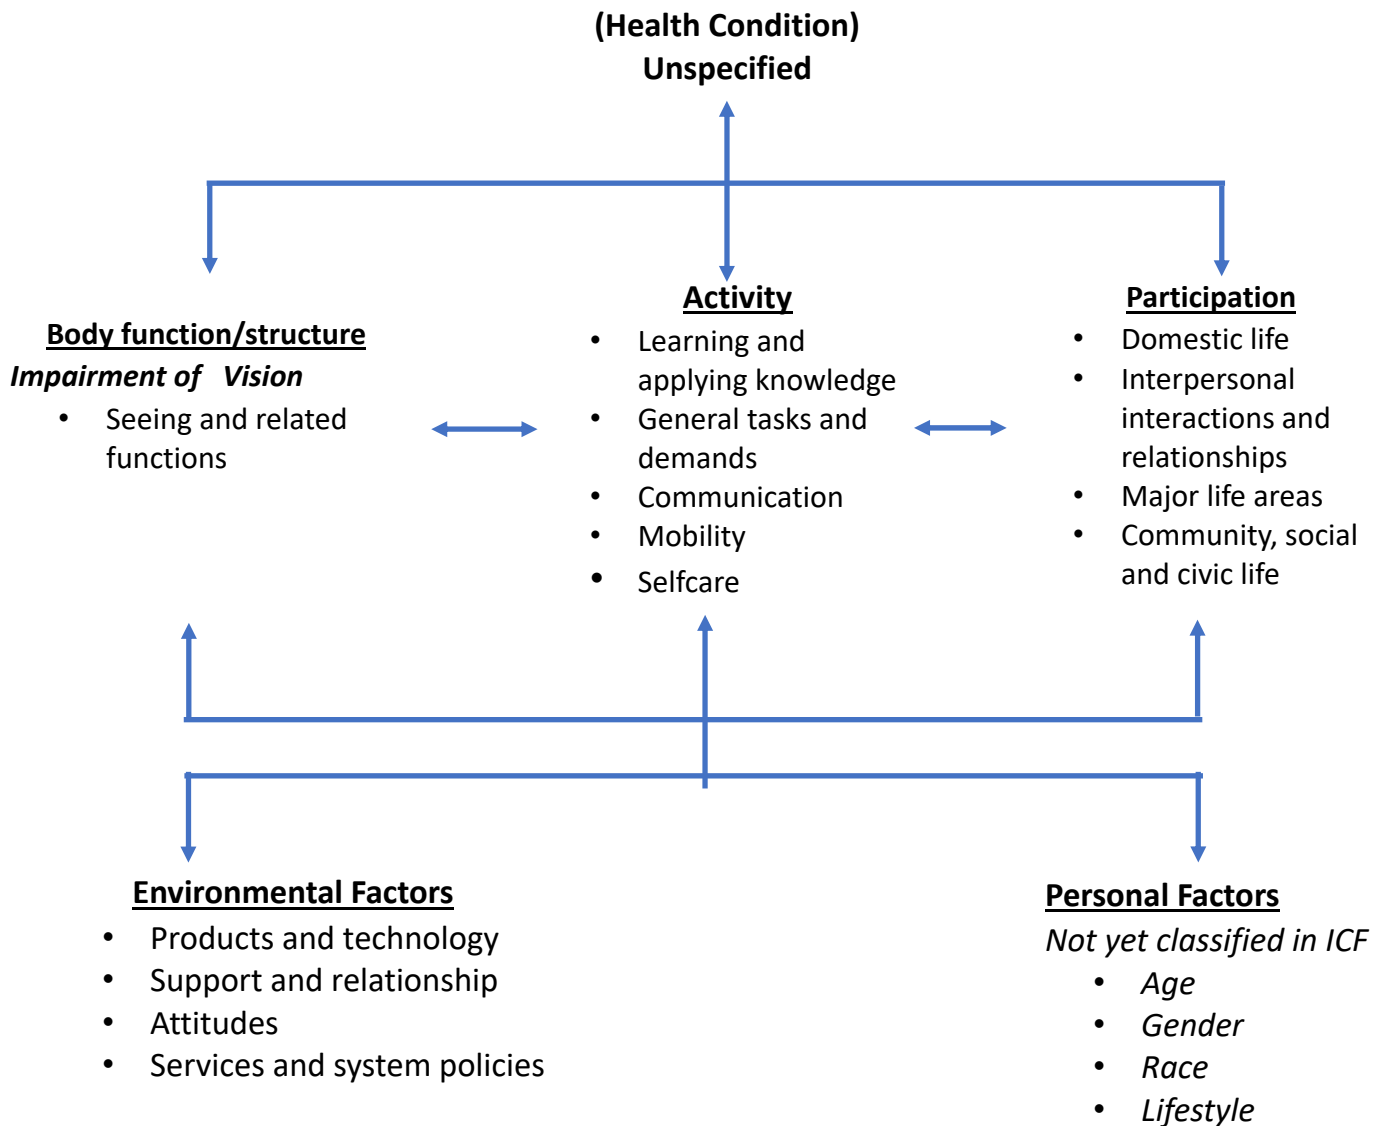 (Health Condition)
Unspecified
Body function/structure
Impairment of Vision
• Seeing and related
functions
Activity
• Learning and
applying knowledge
• General tasks and
demands
• Communication
• Mobility
• Selfcare
Participation
• Domestic life
• Interpersonal
interactions and
relationships
• Major life areas
• Community, social
and civic life
Environmental Factors
• Products and technology
• Support and relationship
• Attitudes
• Services and system policies
Personal Factors
Not yet classified in ICF
• Age
• Gender
• Race
• Lifestyle